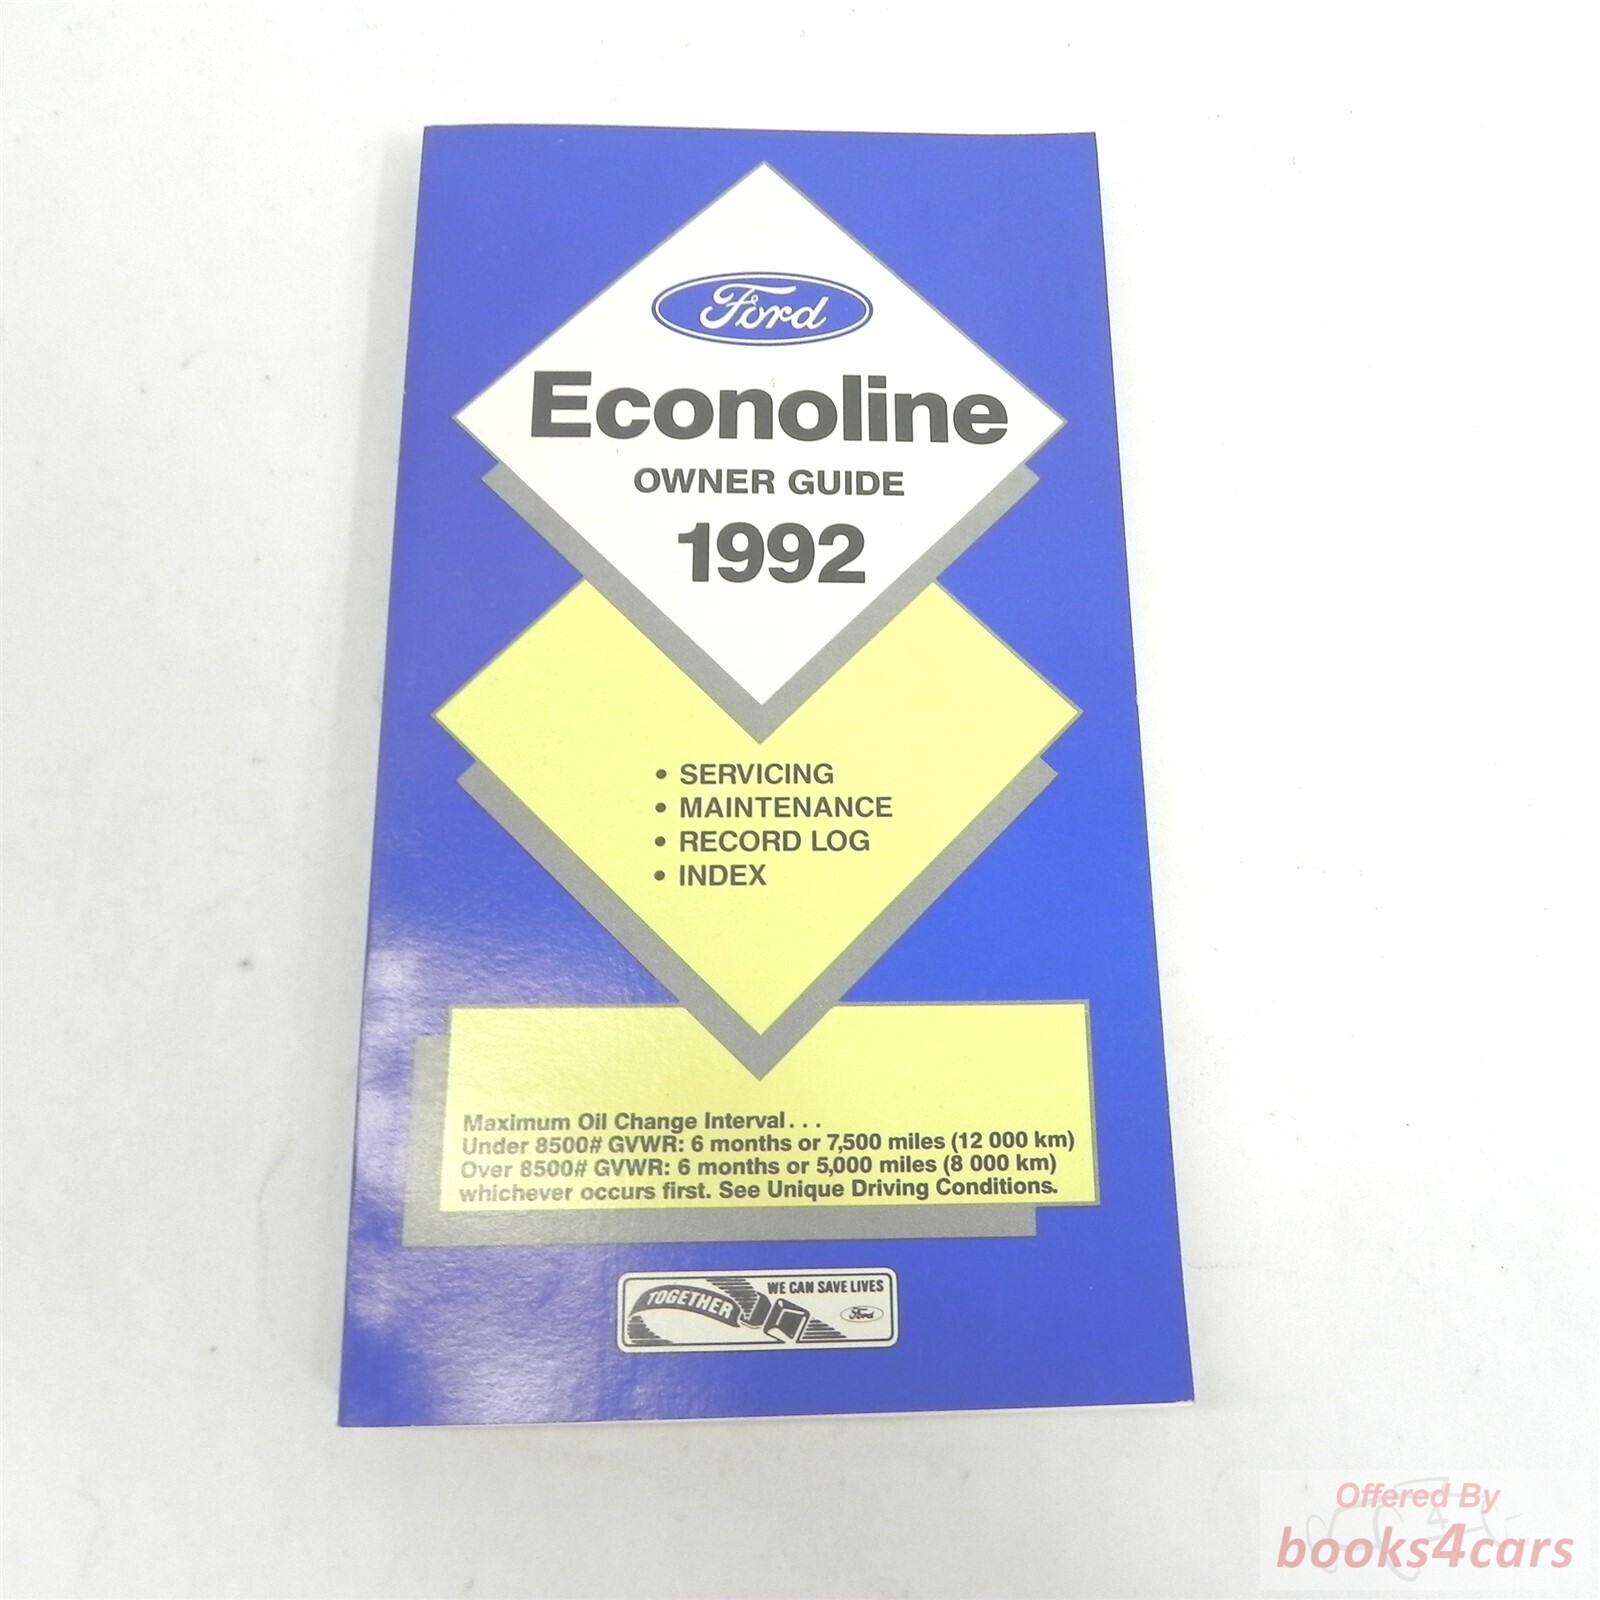 Ford
Econoline
OWNER GUIDE
1992
• SERVICING
• MAINTENANCE
• RECORD LOG
• INDEX
Maximum Oil Change Interval...
Under 8500# GVWR: 6 months or 7,500 miles (12 000 km)
Over 8500# GVWR: 6 months or 5,000 miles (8 000 km)
whichever occurs first. See Unique Driving Conditions.
TOGETHER
WE CAN SAVE LIVES
Ford
Offered By
books4cars